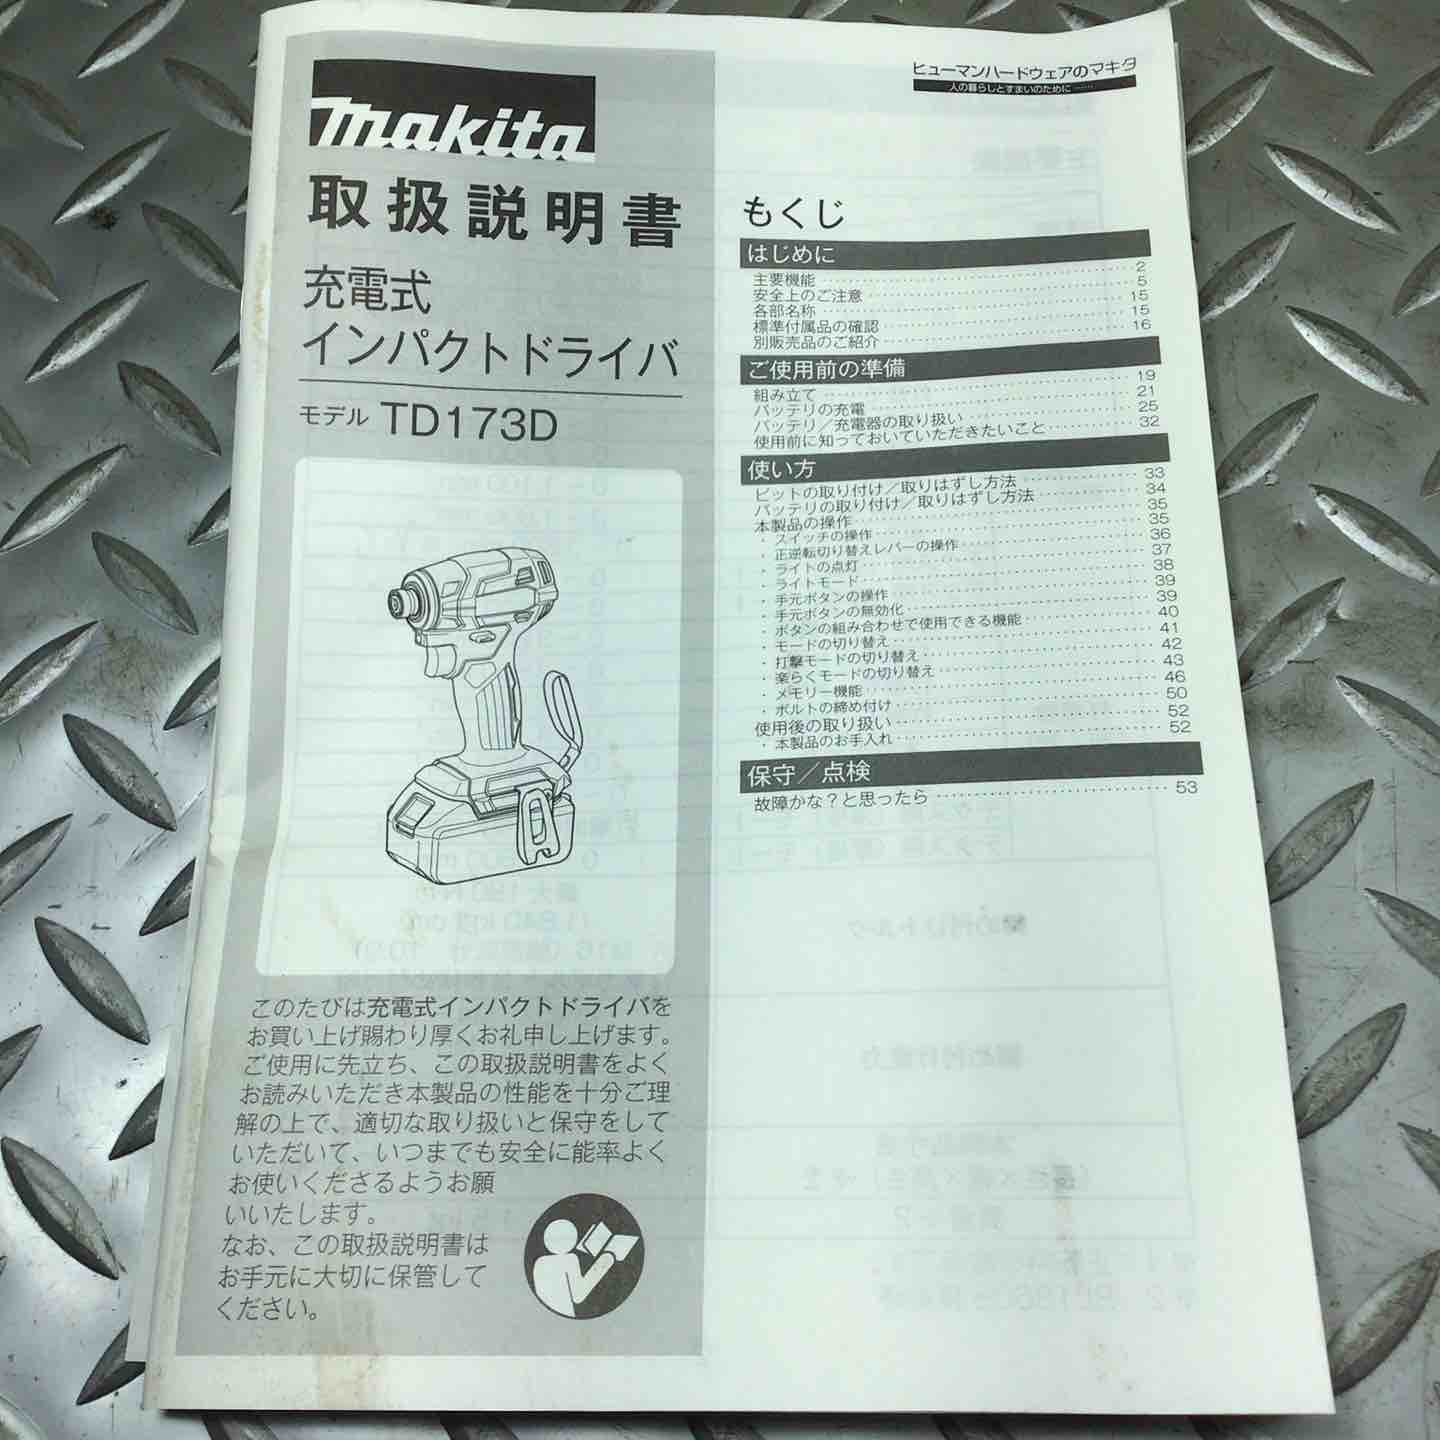 makita
取扱説明書
充電式
インパクトドライバ
モデル TD173D
このたびは充電式インパクトドライバを
お買い上げ賜わり厚くお礼申し上げます。
ご使用に先立ち、この取扱説明書をよく
お読みいただき本製品の性能を十分ご理
解の上で、適切な取り扱いと保守をして
いただいて、いつまでも安全に能率よく
お使いくださるようお願
いいたします。
なお、この取扱説明書は
お手元に大切に保管して
ください。
ヒューマンハードウェアのマキタ
人の暮らしとすまいのために……
もくじ
はじめに
主要機能 2
安全上のご注意 5
各部名称 15
標準付属品の確認 15
別販売品のご紹介 16
ご使用前の準備
組み立て 19
バッテリの充電 21
バッテリ／充電器の取り扱い 25
使用前に知っておいていただきたいこと 32
使い方
ビットの取り付け／取りはずし方法 33
バッテリの取り付け／取りはずし方法 34
本製品の操作 35
・スイッチの操作 35
・正逆転切り替えレバーの操作 36
・ライトの点灯 37
・ライトモード 38
・手元ボタンの操作 39
・手元ボタンの無効化 39
・ボタンの組み合わせで使用できる機能 40
・モードの切り替え 41
・打撃モードの切り替え 42
・楽らくモードの切り替え 43
・メモリー機能 46
・ボルトの締め付け 50
使用後の取り扱い 52
・本製品のお手入れ 52
保守／点検
故障かな？と思ったら 53